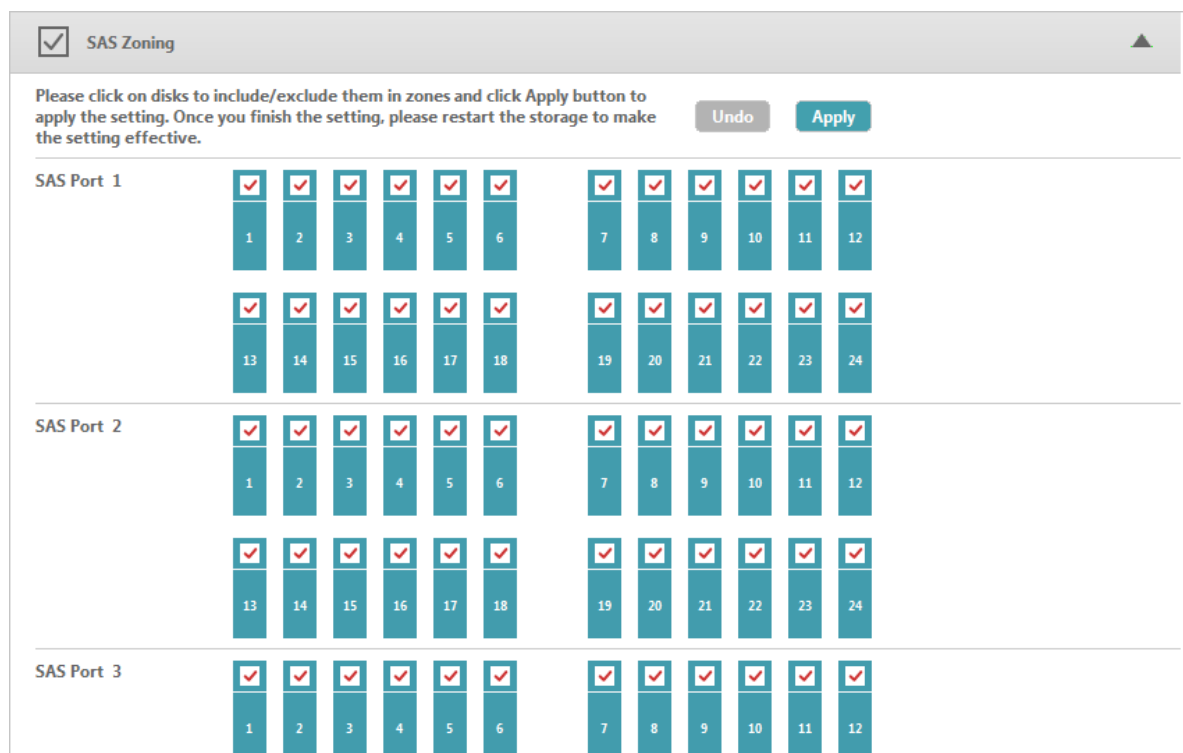 SAS Zoning
Please click on disks to include/exclude them in zones and click Apply button to
apply the setting. Once you finish the setting, please restart the storage to make
the setting effective.
Undo Apply
SAS Port 1
1 2 3 4 5 6 7 8 9 10 11 12
13 14 15 16 17 18 19 20 21 22 23 24
SAS Port 2
1 2 3 4 5 6 7 8 9 10 11 12
13 14 15 16 17 18 19 20 21 22 23 24
SAS Port 3
1 2 3 4 5 6 7 8 9 10 11 12